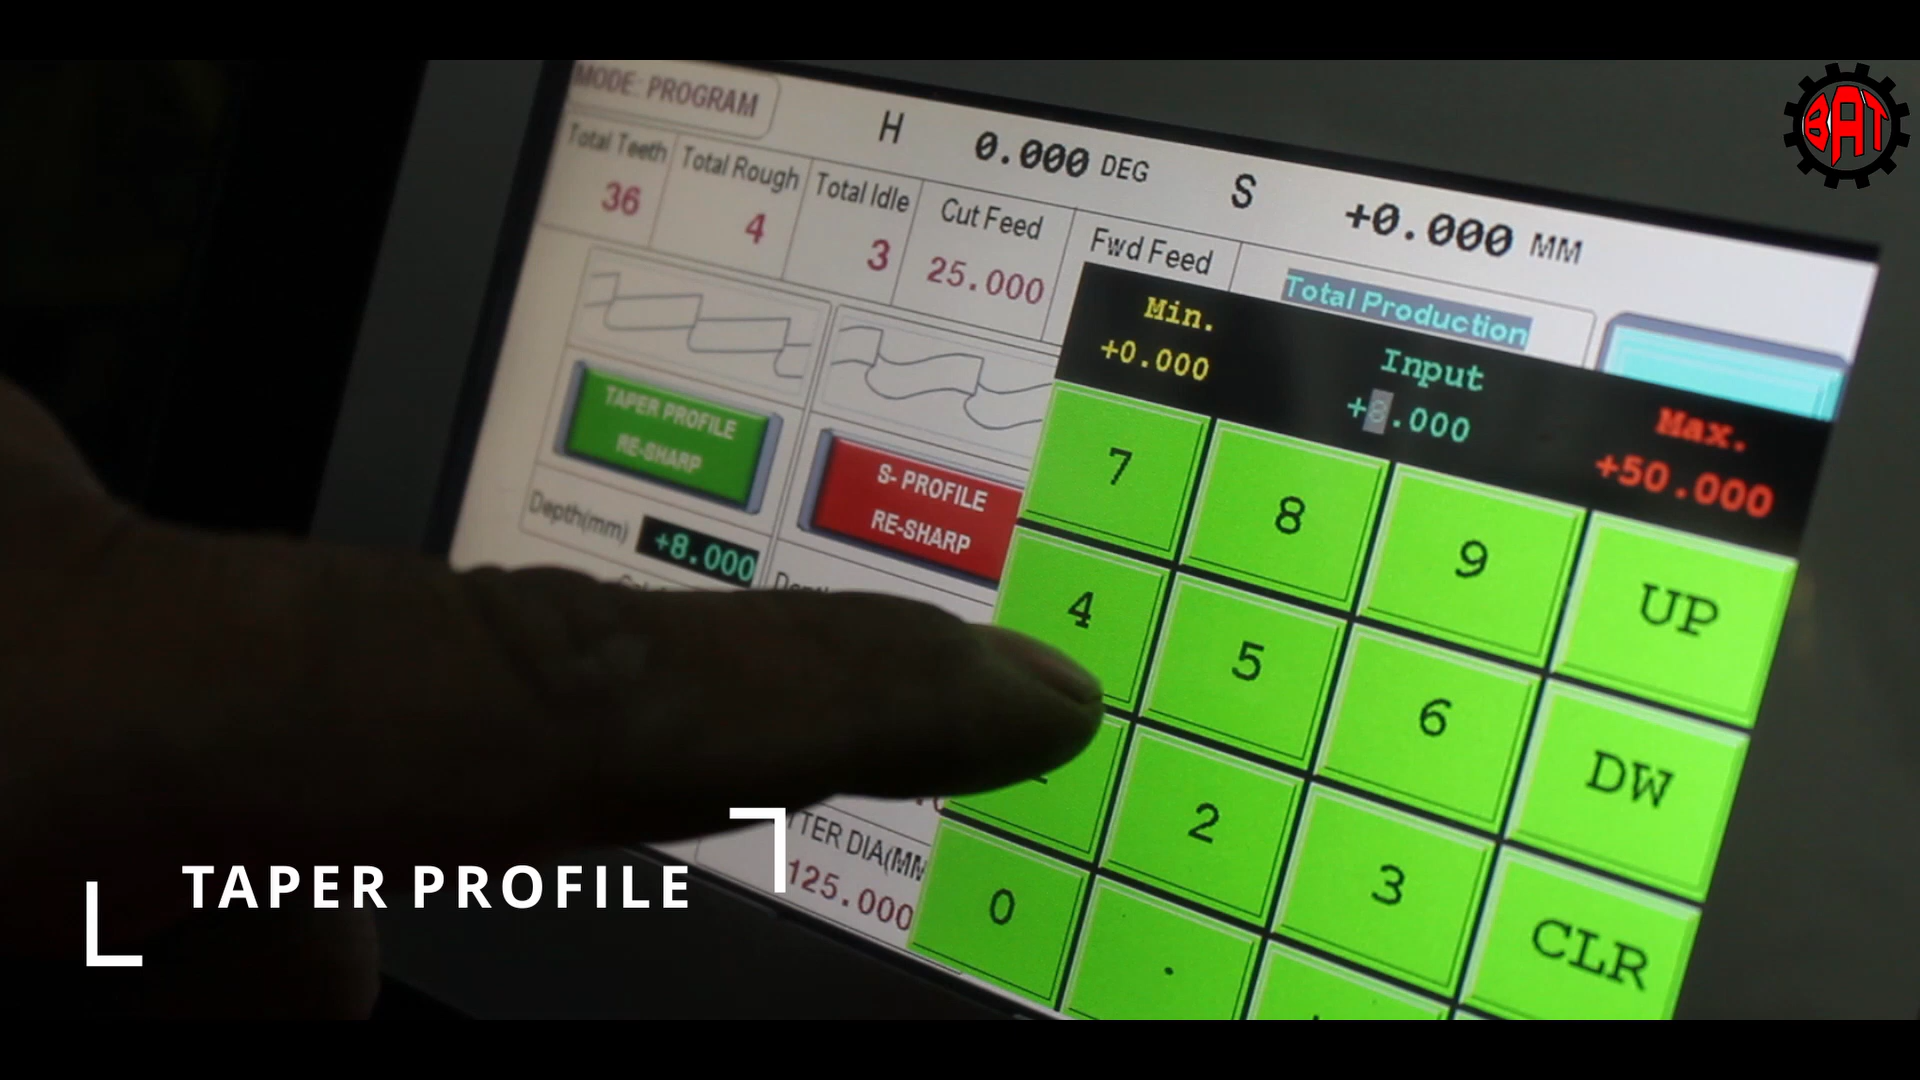 BAT
MODE: PROGRAM
H 0.000 DEG S +0.000 MM
Total Teeth Total Rough Total Idle Cut Feed Fwd Feed
36 4 3 25.000
Total Production
Min. Input Max.
+0.000 +8.000 +50.000
TAPER PROFILE
RE-SHARP
S- PROFILE
RE-SHARP
Depth(mm) +8.000
7 8 9 UP
4 5 6 DW
2 3 CLR
0 .
DIA(MM
125.000
TAPER PROFILE